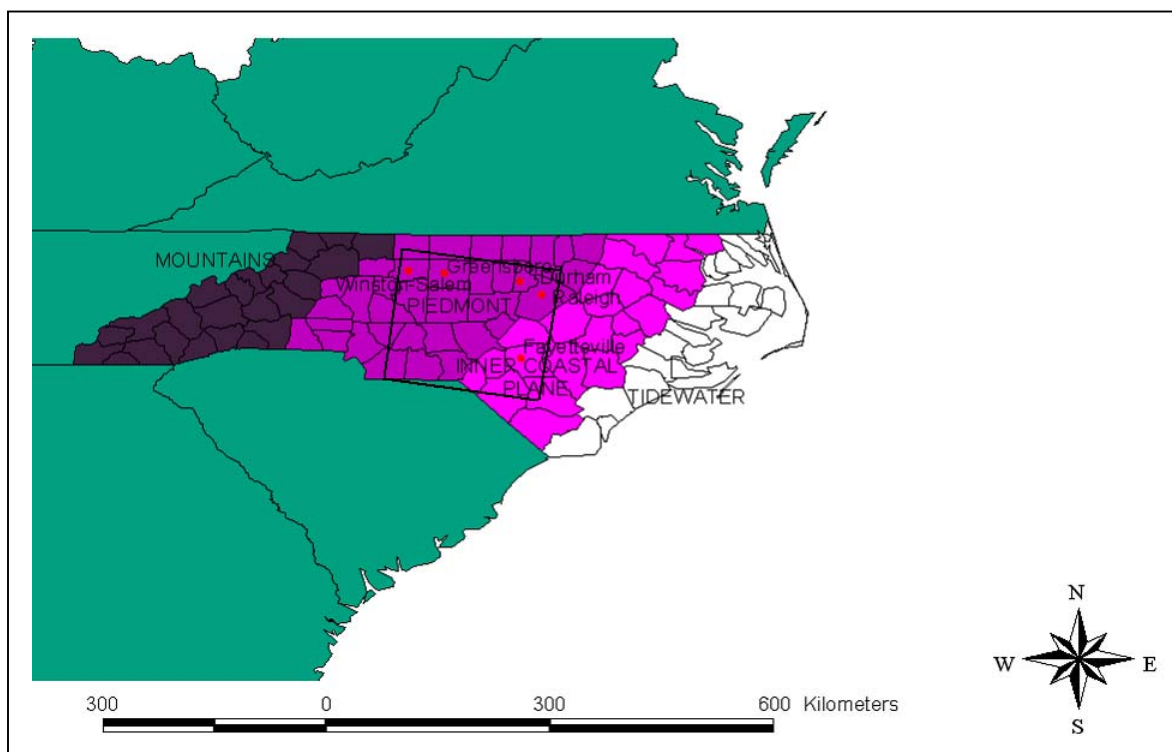 MOUNTAINS
Greensboro
Winston-Salem
Durham
PIEDMONT
Raleigh
Fayetteville
INNER COASTAL
PLANE
TIDEWATER
N
W E
S
300 0 300 600 Kilometers